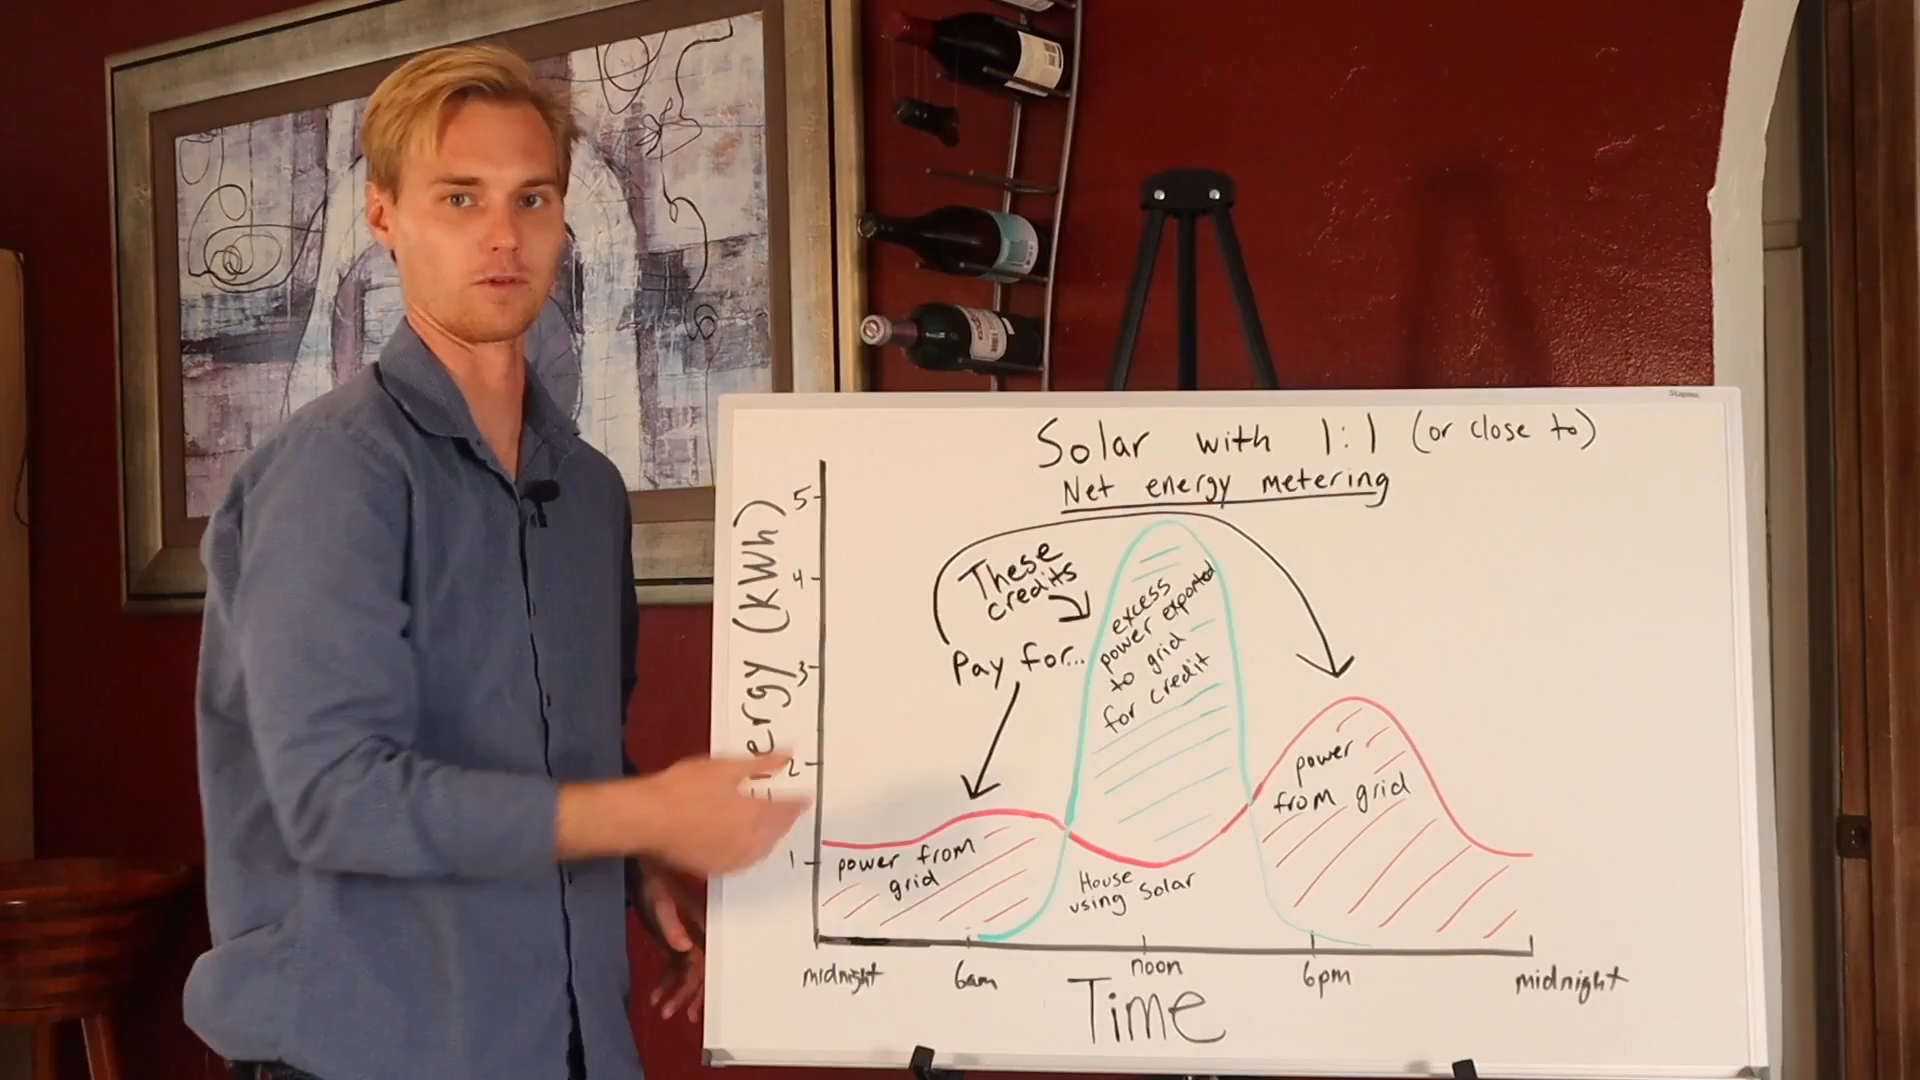 Staples
Solar with 1:1 (or close to)
Net energy metering
Energy (kWh)
5
4
3
2
1
These
credits
Pay for...
excess
power exported
to grid
for credit
power
from grid
power from
grid
House
using solar
midnight
6am
noon
6pm
midnight
Time